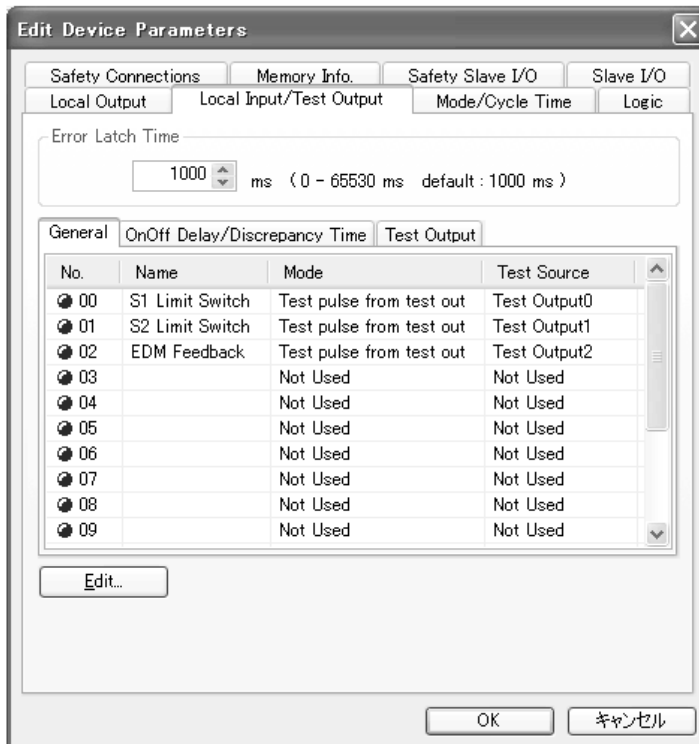 Edit Device Parameters
Safety Connections Memory Info. Safety Slave I/O Slave I/O
Local Output Local Input/Test Output Mode/Cycle Time Logic
Error Latch Time
1000 ms ( 0 - 65530 ms default : 1000 ms )
General OnOff Delay/Discrepancy Time Test Output
No. Name Mode Test Source
00 S1 Limit Switch Test pulse from test out Test Output0
01 S2 Limit Switch Test pulse from test out Test Output1
02 EDM Feedback Test pulse from test out Test Output2
03 Not Used Not Used
04 Not Used Not Used
05 Not Used Not Used
06 Not Used Not Used
07 Not Used Not Used
08 Not Used Not Used
09 Not Used Not Used
Edit...
OK キャンセル